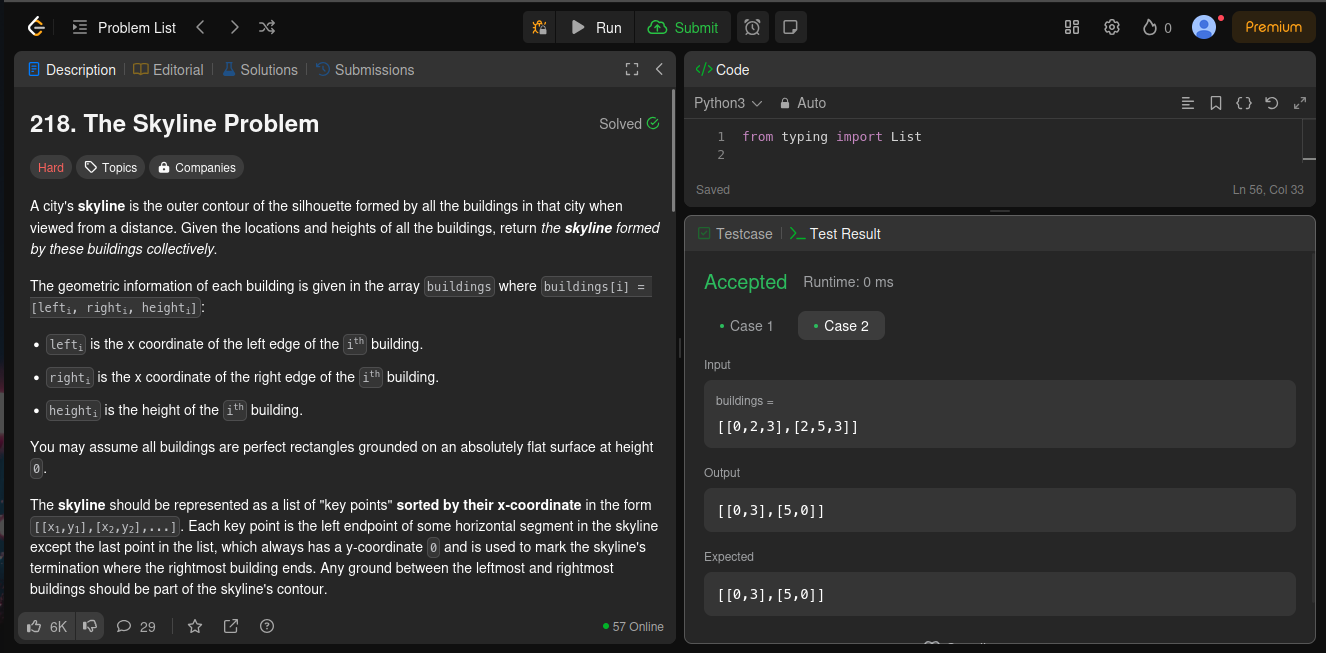 Problem List
Run
Submit
0
Premium
Description
Editorial
Solutions
Submissions
218. The Skyline Problem
Solved
Hard
Topics
Companies
A city's skyline is the outer contour of the silhouette formed by all the buildings in that city when
viewed from a distance. Given the locations and heights of all the buildings, return the skyline formed
by these buildings collectively.
The geometric information of each building is given in the array buildings where buildings[i] =
[lefti, righti, heighti]:
• lefti is the x coordinate of the left edge of the ith building.
• righti is the x coordinate of the right edge of the ith building.
• heighti is the height of the ith building.
You may assume all buildings are perfect rectangles grounded on an absolutely flat surface at height
0.
The skyline should be represented as a list of "key points" sorted by their x-coordinate in the form
[[x1,y1],[x2,y2],...]. Each key point is the left endpoint of some horizontal segment in the skyline
except the last point in the list, which always has a y-coordinate 0 and is used to mark the skyline's
termination where the rightmost building ends. Any ground between the leftmost and rightmost
buildings should be part of the skyline's contour.
6K
29
57 Online
Code
Python3
Auto
1 from typing import List
2
Saved
Ln 56, Col 33
Testcase
Test Result
Accepted
Runtime: 0 ms
• Case 1
• Case 2
Input
buildings =
[[0,2,3],[2,5,3]]
Output
[[0,3],[5,0]]
Expected
[[0,3],[5,0]]